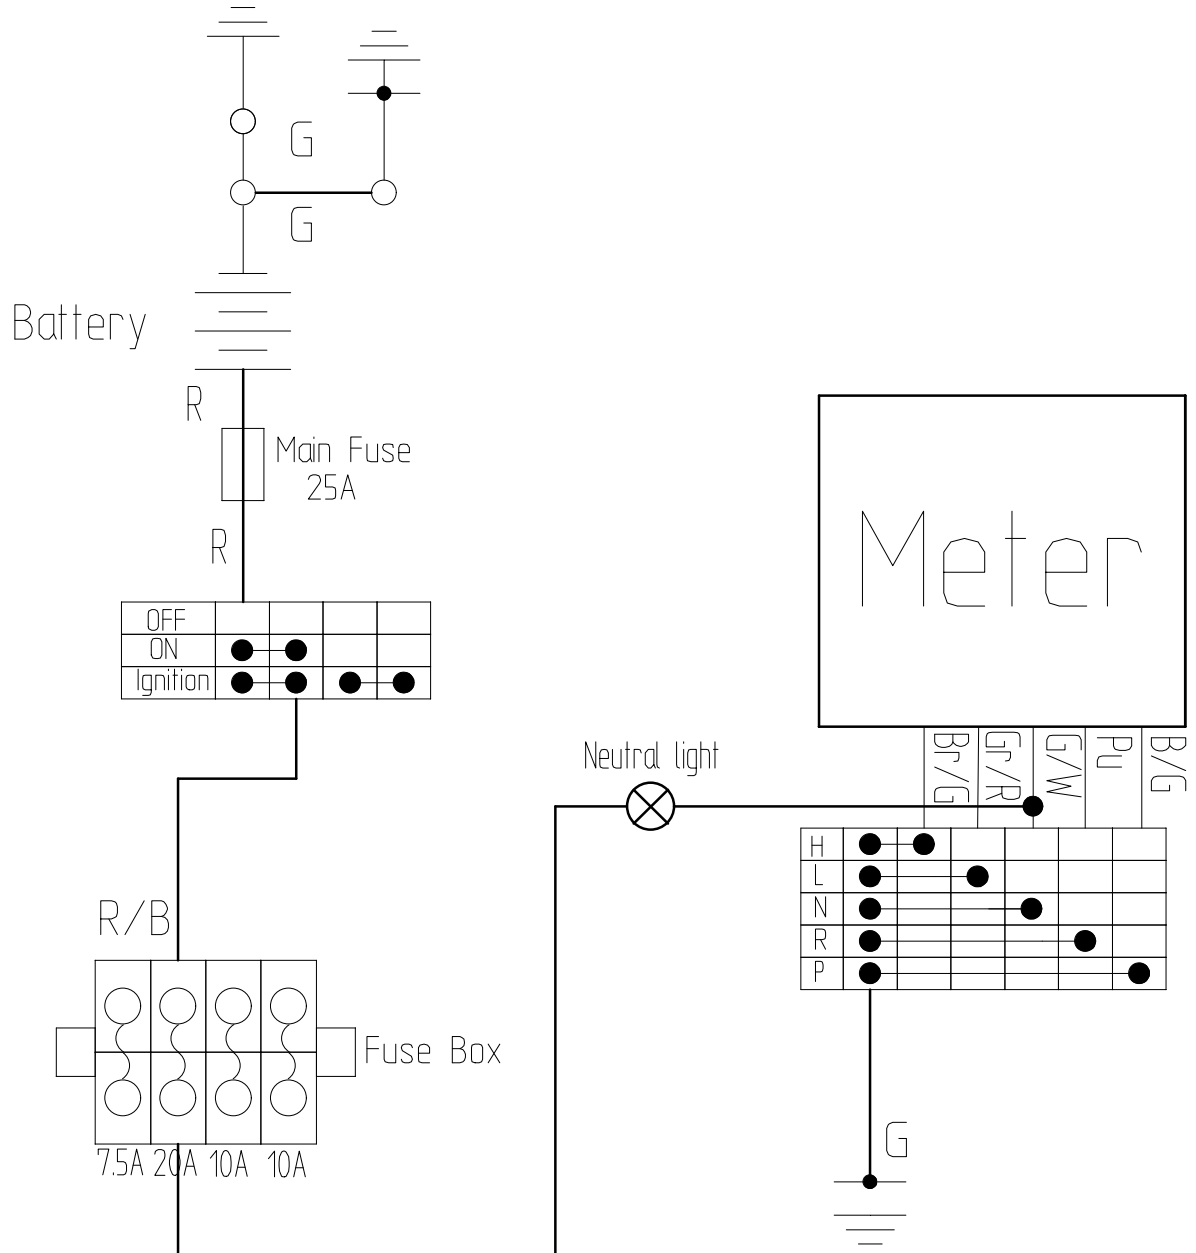 G
G
Battery
R
Main Fuse
25A
R
OFF
ON
Ignition
Meter
Br/G
Gr/R
G/W
Pu
B/G
Neutral light
H
L
N
R
P
R/B
Fuse Box
7.5A 20A 10A 10A
G